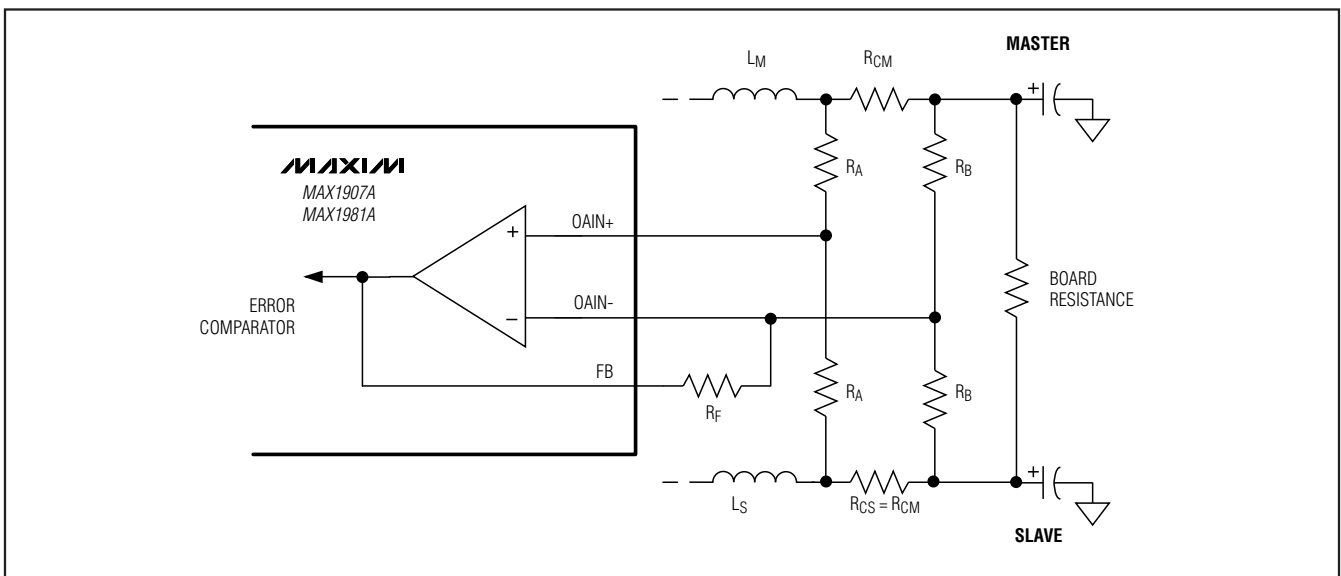 MASTER
LM
RCM
+
MAXIM
MAX1907A
MAX1981A
RA
RB
OAIN+
+
BOARD
RESISTANCE
OAIN-
–
ERROR
COMPARATOR
FB
RF
RA
RB
+
LS
RCS = RCM
SLAVE